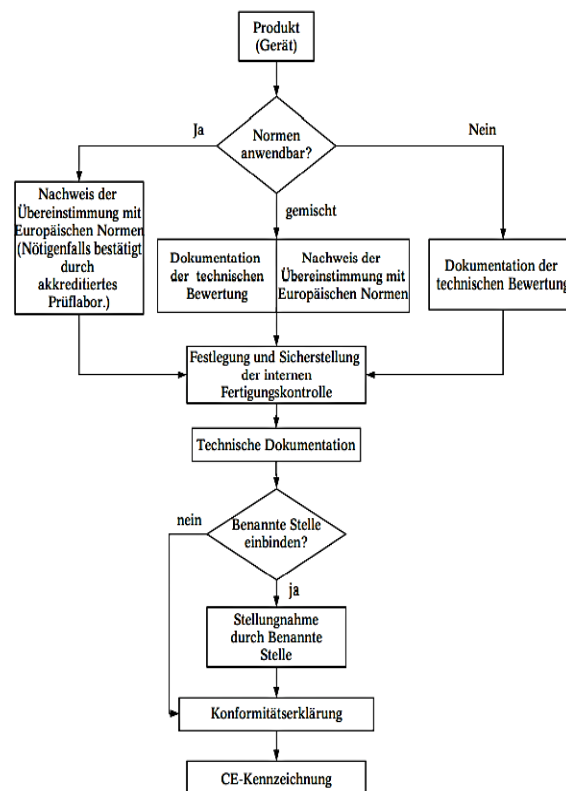 Produkt
(Gerät)
Ja
Normen
anwendbar?
Nein
Nachweis der
Übereinstimmung mit
Europäischen Normen
(Nötigenfalls bestätigt
durch
akkreditiertes
Prüflabor.)
gemischt
Dokumentation
der technischen
Bewertung
Nachweis der
Übereinstimmung mit
Europäischen Normen
Dokumentation der
technischen Bewertung
Festlegung und Sicherstellung
der internen
Fertigungskontrolle
Technische Dokumentation
nein
Benannte Stelle
einbinden?
ja
Stellungnahme
durch Benannte
Stelle
Konformitätserklärung
CE-Kennzeichnung